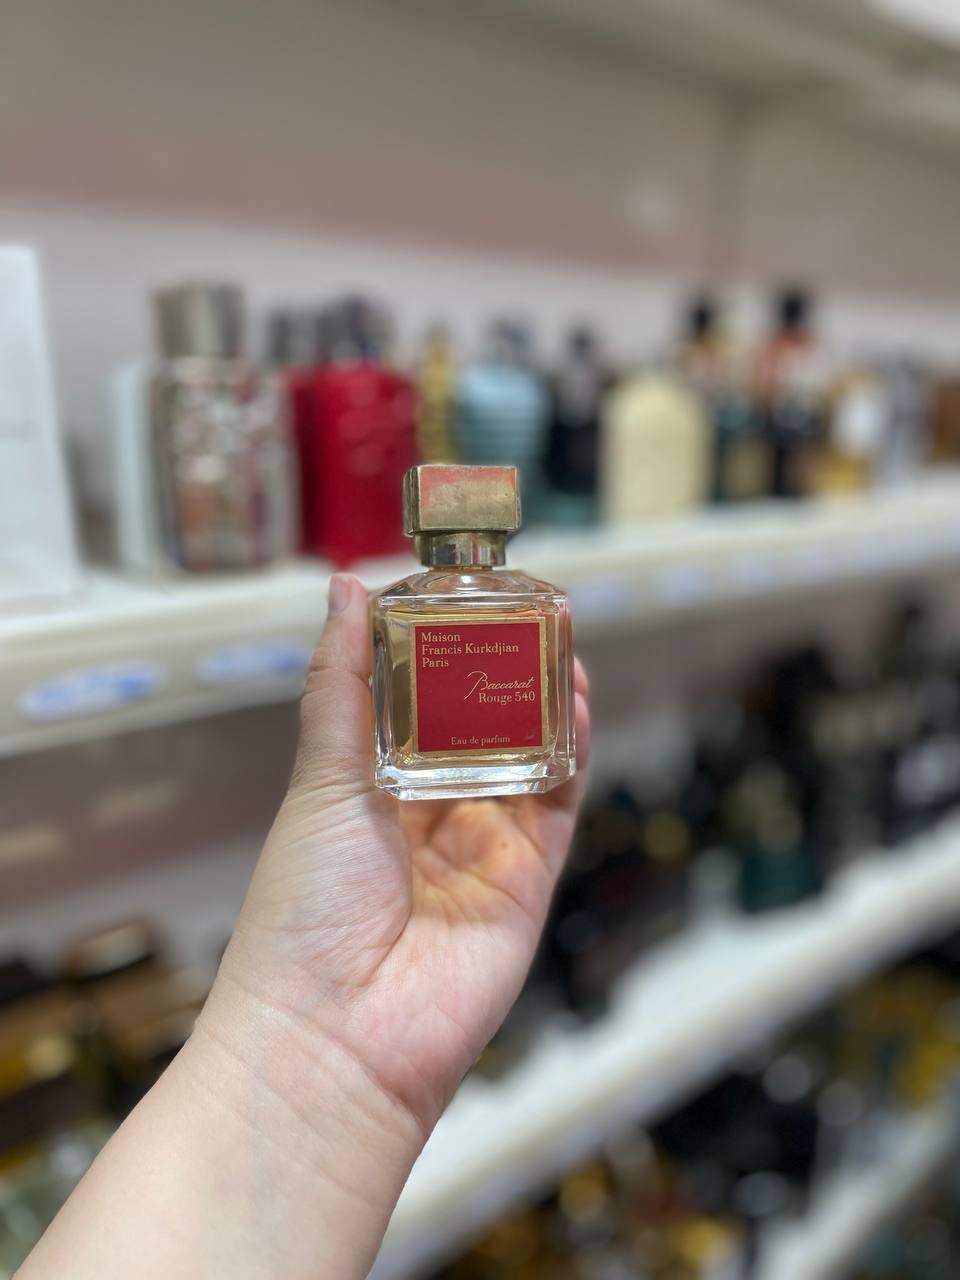 Maison
Francis Kurkdjian
Paris
Baccarat
Rouge 540
Eau de parfum